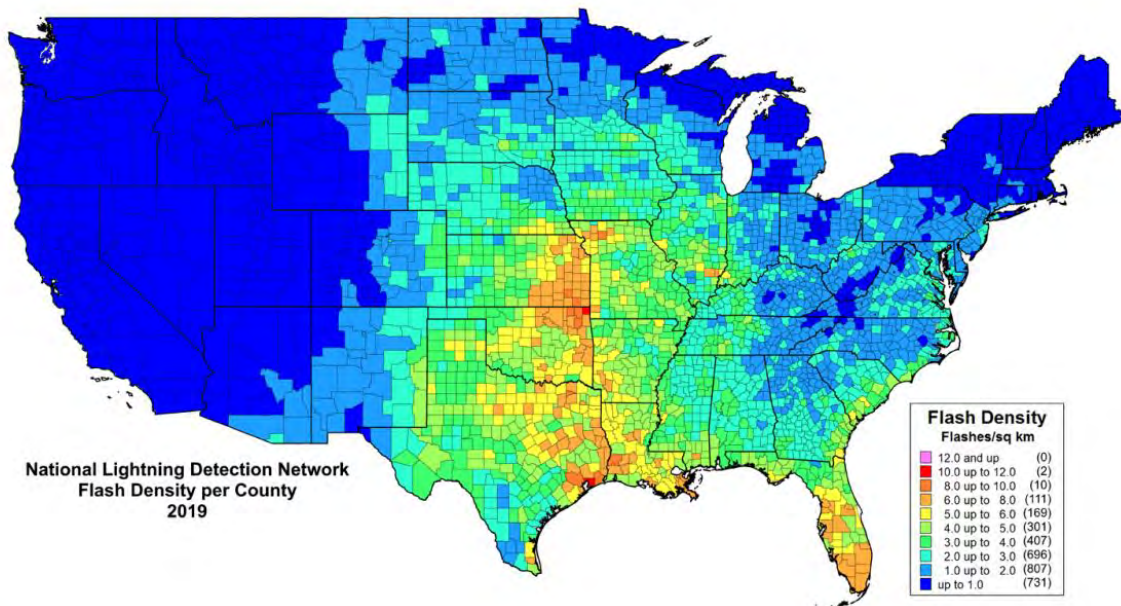 National Lightning Detection Network
Flash Density per County
2019
Flash Density
Flashes/sq km
12.0 and up (0)
10.0 up to 12.0 (2)
8.0 up to 10.0 (10)
6.0 up to 8.0 (111)
5.0 up to 6.0 (169)
4.0 up to 5.0 (301)
3.0 up to 4.0 (407)
2.0 up to 3.0 (696)
1.0 up to 2.0 (807)
up to 1.0 (731)